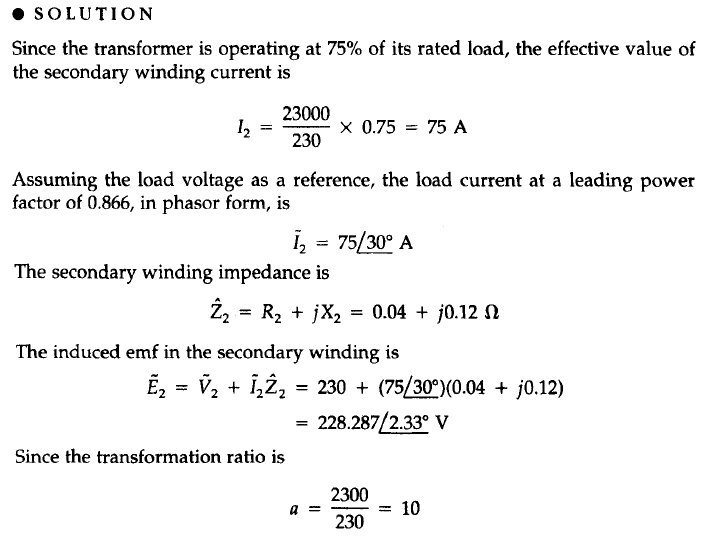 ● SOLUTION
Since the transformer is operating at 75% of its rated load, the effective value of
the secondary winding current is
I₂ = 23000/230 × 0.75 = 75 A
Assuming the load voltage as a reference, the load current at a leading power
factor of 0.866, in phasor form, is
Ĩ₂ = 75/30° A
The secondary winding impedance is
Ẑ₂ = R₂ + jX₂ = 0.04 + j0.12 Ω
The induced emf in the secondary winding is
Ẽ₂ = Ṽ₂ + Ĩ₂Ẑ₂ = 230 + (75/30°)(0.04 + j0.12)
= 228.287/2.33° V
Since the transformation ratio is
a = 2300/230 = 10